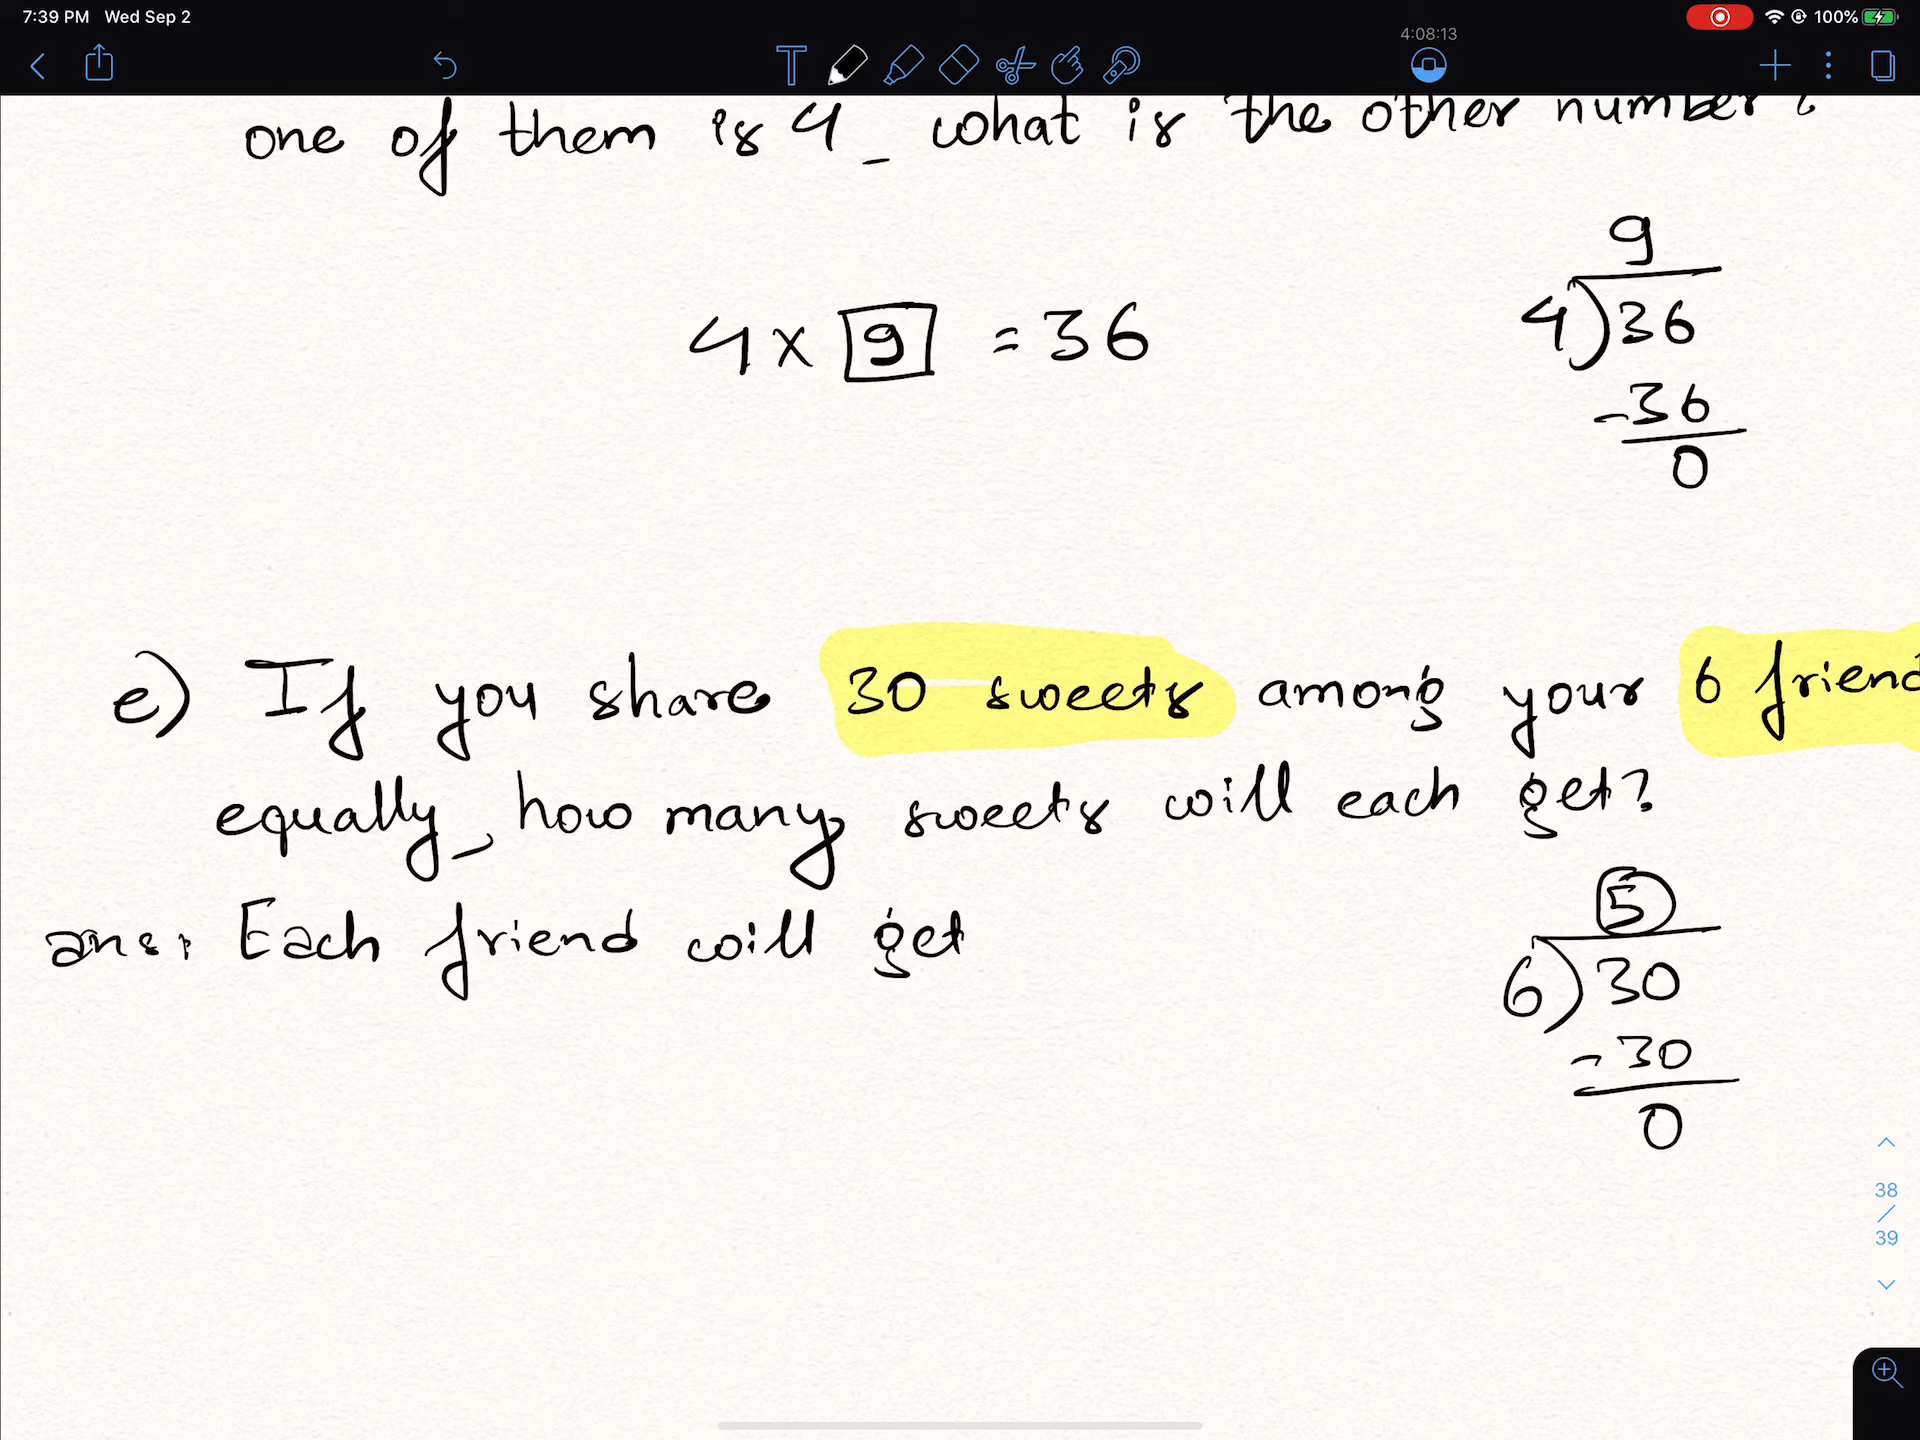 7:39 PM Wed Sep 2
100%
4:08:13
one of them is 4, what is the other number?
9
4 x 9 = 36
4)36
-36
0
e) If you share 30 sweets among your 6 friend
equally, how many sweets will each get?
ans: Each friend will get
5
6)30
-30
0
38
/
39